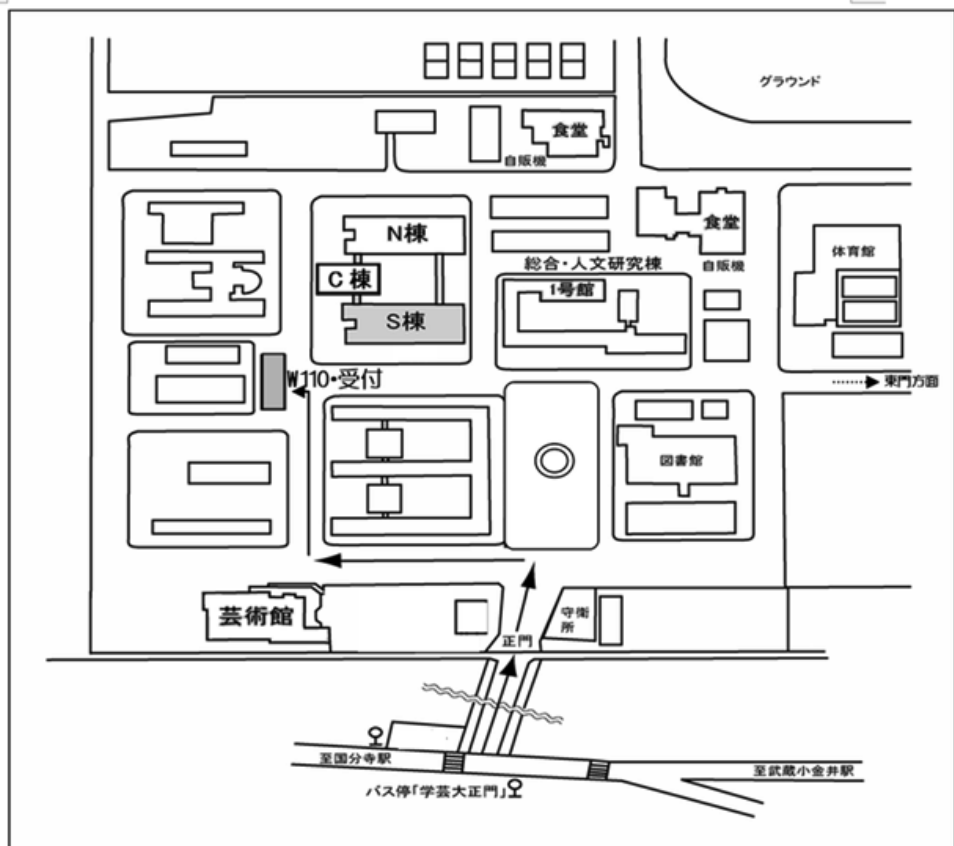 グラウンド
食堂
自販機
N棟
食堂
C棟
総合・人文研究棟
自販機
体育館
1号館
S棟
W110・受付
東門方面
図書館
芸術館
守衛
所
正門
至国分寺駅
至武蔵小金井駅
バス停「学芸大正門」